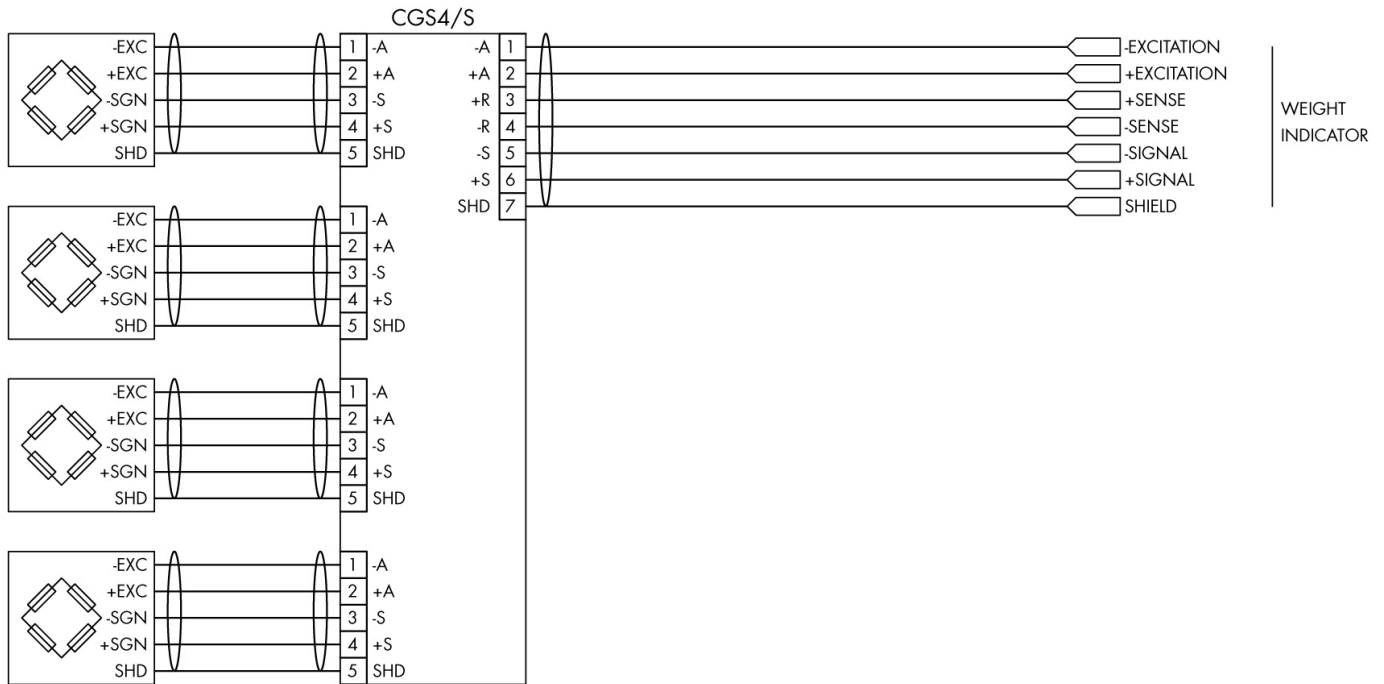 CGS4/S
-EXC 1 -A
+EXC 2 +A
-SGN 3 -S
+SGN 4 +S
SHD 5 SHD
-EXC 1 -A
+EXC 2 +A
-SGN 3 -S
+SGN 4 +S
SHD 5 SHD
-EXC 1 -A
+EXC 2 +A
-SGN 3 -S
+SGN 4 +S
SHD 5 SHD
-EXC 1 -A
+EXC 2 +A
-SGN 3 -S
+SGN 4 +S
SHD 5 SHD
-A 1 -EXCITATION
+A 2 +EXCITATION
+R 3 +SENSE
-R 4 -SENSE
-S 5 -SIGNAL
+S 6 +SIGNAL
SHD 7 SHIELD
WEIGHT
INDICATOR